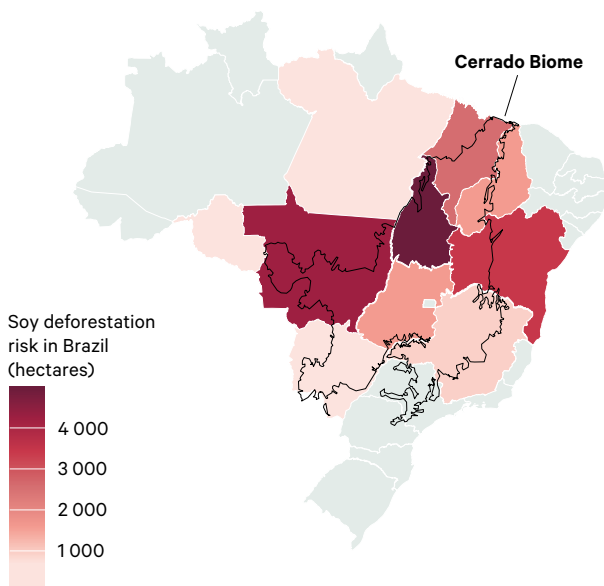 Cerrado Biome
Soy deforestation
risk in Brazil
(hectares)
4 000
3 000
2 000
1 000